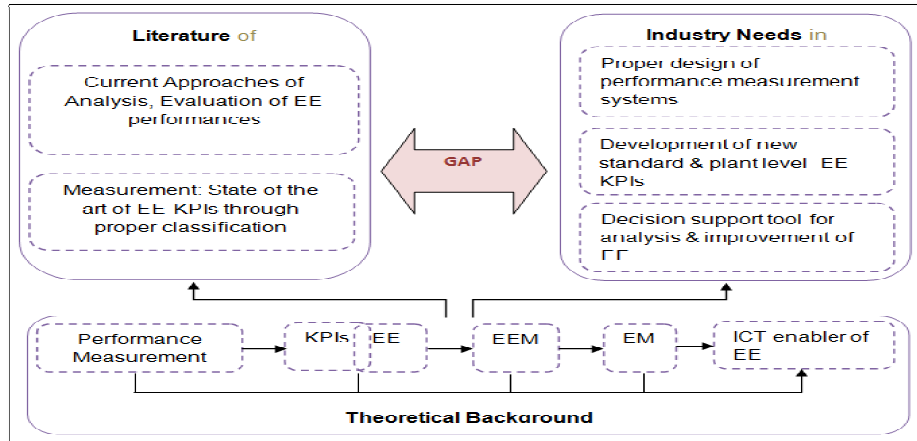 Literature of
Current Approaches of
Analysis, Evaluation of EE
performances
Measurement: State of the
art of EE KPIs through
proper classification
GAP
Industry Needs in
Proper design of
performance measurement
systems
Development of new
standard & plant level EE
KPIs
Decision support tool for
analysis & improvement of
EE
Performance
Measurement
KPIs
EE
EEM
EM
ICT enabler of
EE
Theoretical Background